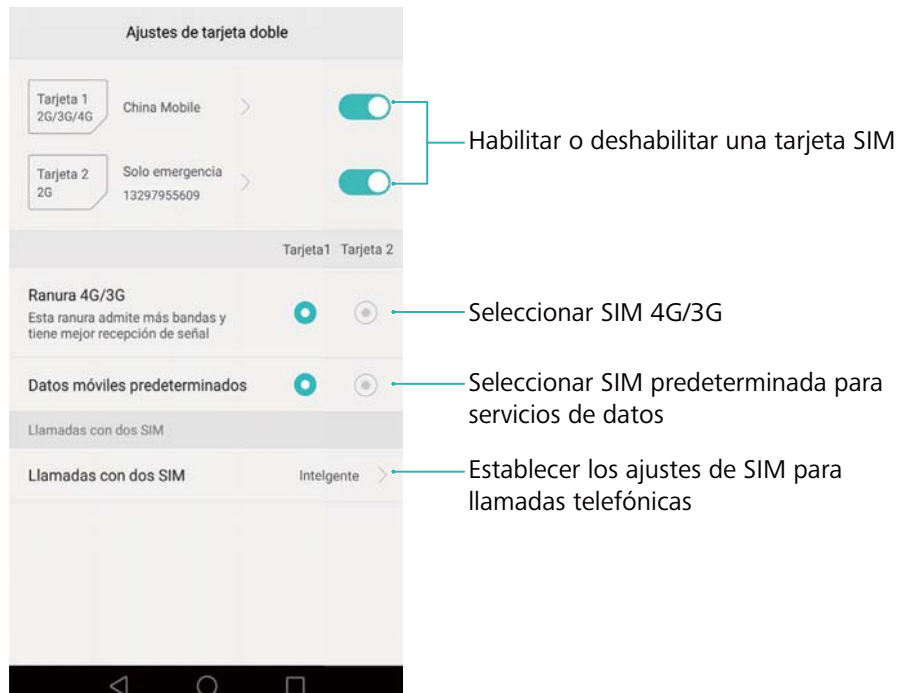 Ajustes de tarjeta doble
Tarjeta 1
2G/3G/4G
China Mobile
Habilitar o deshabilitar una tarjeta SIM
Tarjeta 2
2G
Solo emergencia
13297955609
Tarjeta1 Tarjeta 2
Ranura 4G/3G
Esta ranura admite más bandas y
tiene mejor recepción de señal
Seleccionar SIM 4G/3G
Datos móviles predeterminados
Seleccionar SIM predeterminada para
servicios de datos
Llamadas con dos SIM
Llamadas con dos SIM
Intelgente
Establecer los ajustes de SIM para
llamadas telefónicas